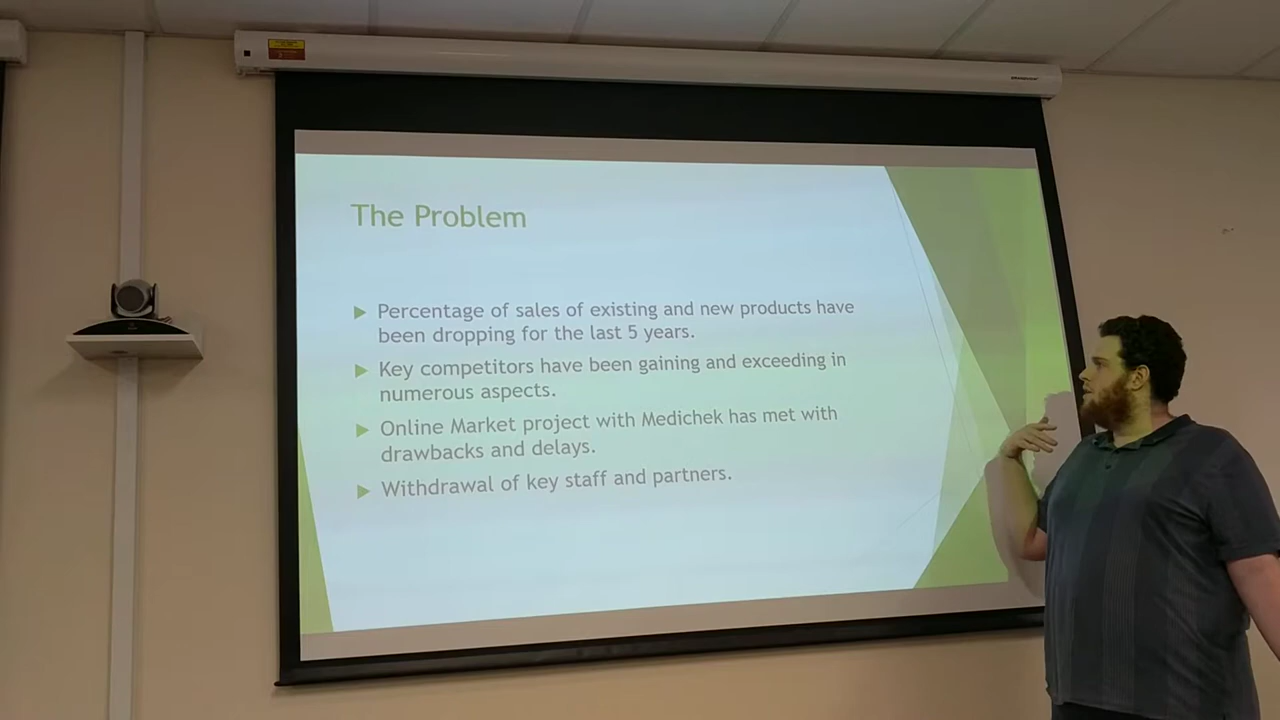 The Problem
Percentage of sales of existing and new products have
been dropping for the last 5 years.
Key competitors have been gaining and exceeding in
numerous aspects.
Online Market project with Medichek has met with
drawbacks and delays.
Withdrawal of key staff and partners.